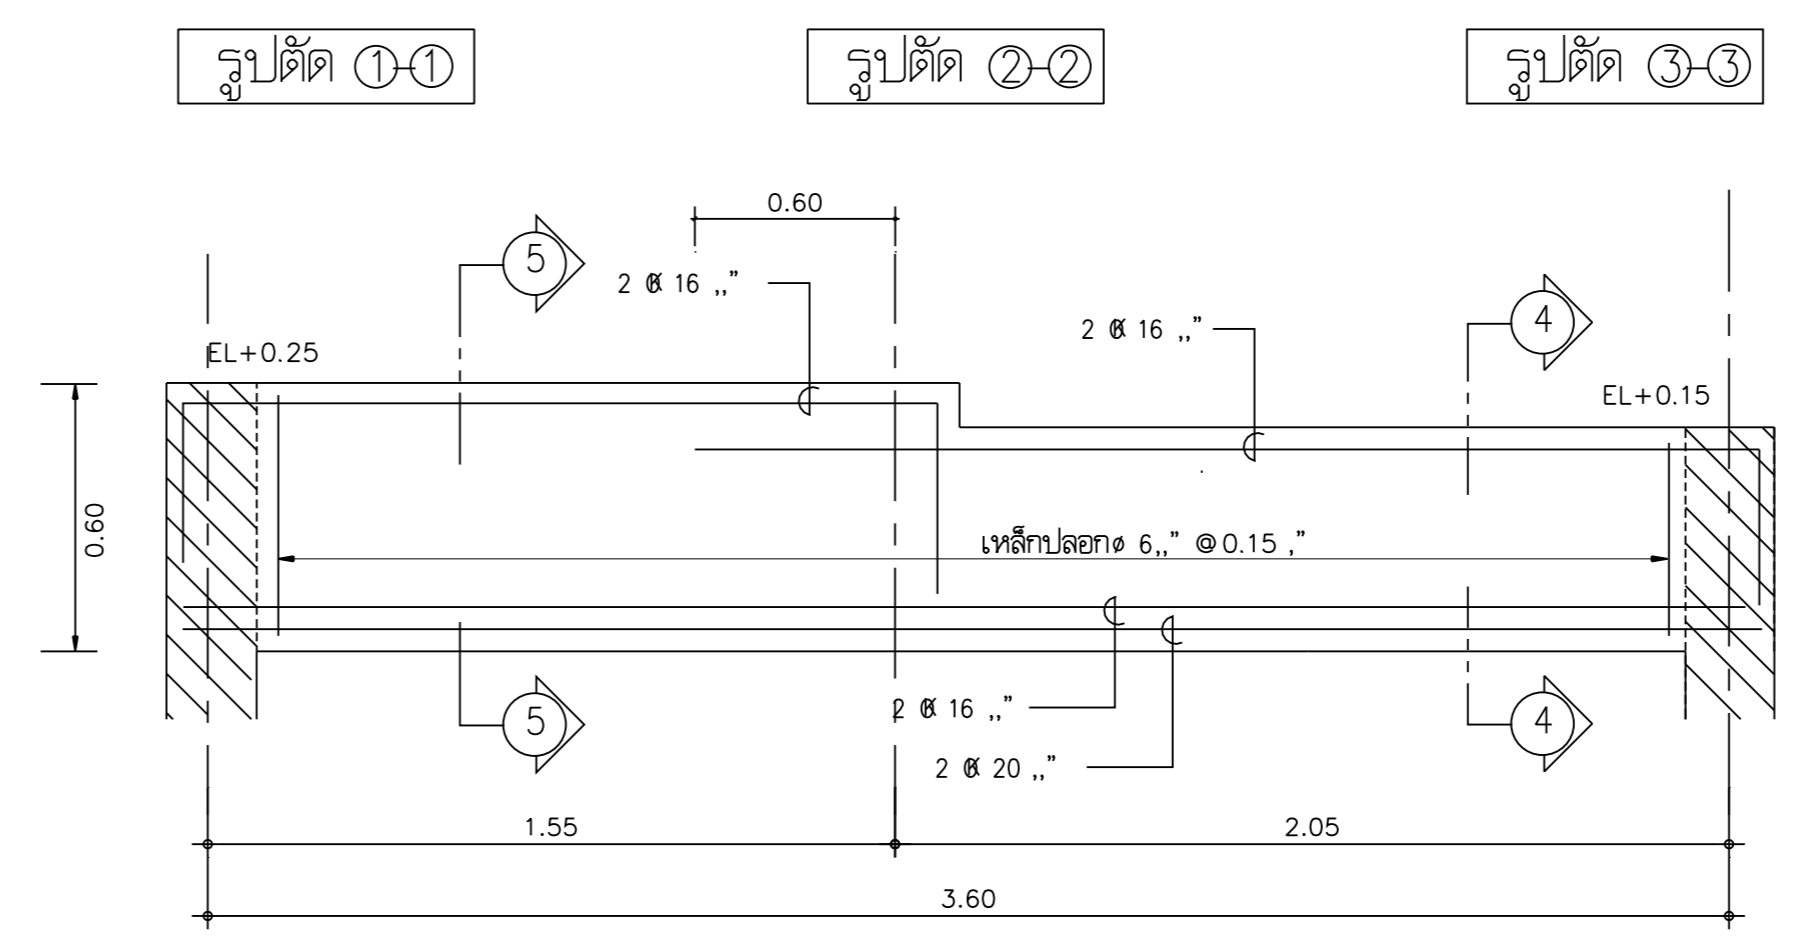 รูปตัด 1-1
รูปตัด 2-2
รูปตัด 3-3
0.60
5
2 16 ,,”
4
2 16 ,,”
EL+0.25
EL+0.15
0.60
เหล็กปลอกø 6,,” @0.15 ,”
2 16 ,,”
5
4
2 20 ,,”
1.55
2.05
3.60